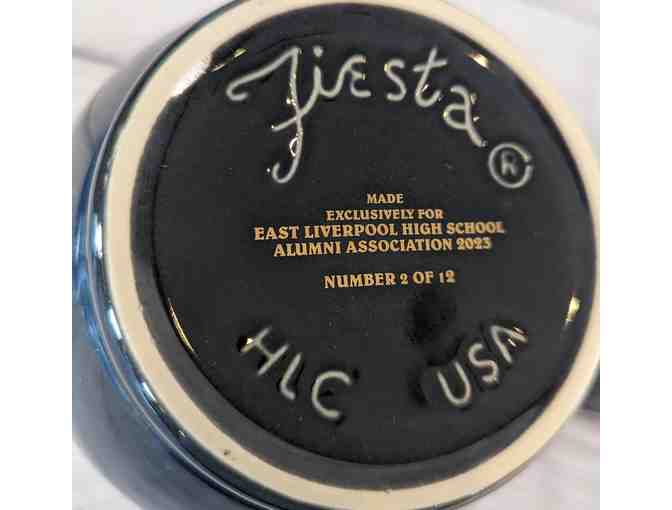 Fiesta ®
MADE
EXCLUSIVELY FOR
EAST LIVERPOOL HIGH SCHOOL
ALUMNI ASSOCIATION 2023
NUMBER 2 OF 12
HLC USA